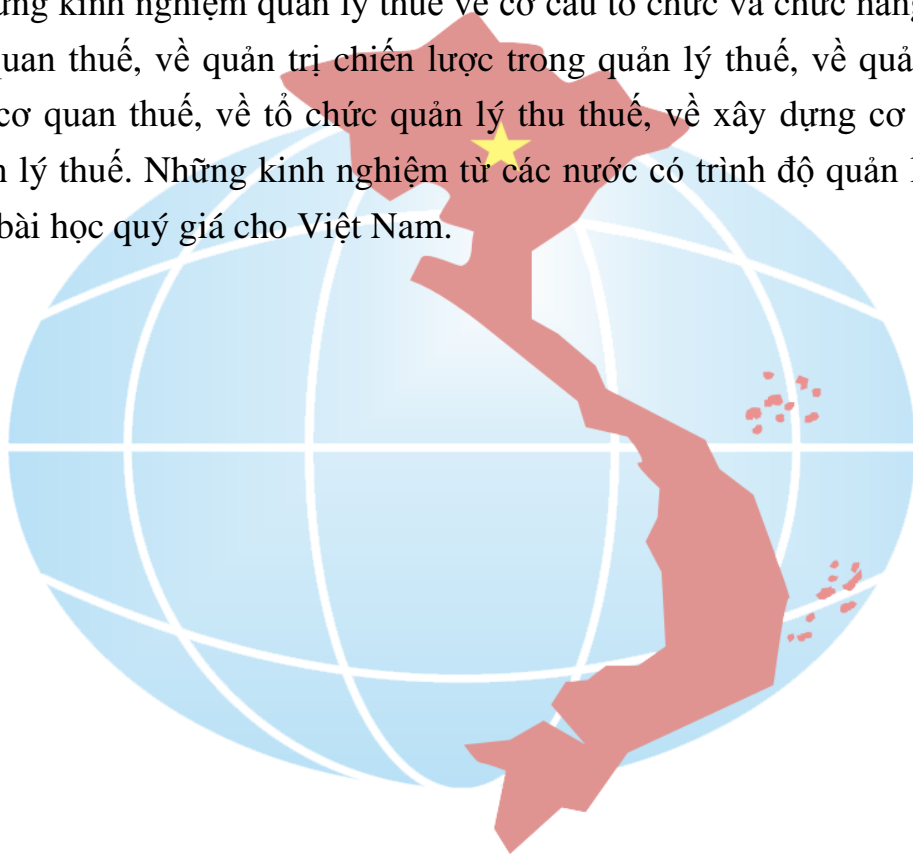 ững kinh nghiệm quản lý thuế về cơ cấu tổ chức và chức năng
quan thuế, về quản trị chiến lược trong quản lý thuế, về quả
cơ quan thuế, về tổ chức quản lý thu thuế, về xây dựng cơ
n lý thuế. Những kinh nghiệm từ các nước có trình độ quản l
bài học quý giá cho Việt Nam.